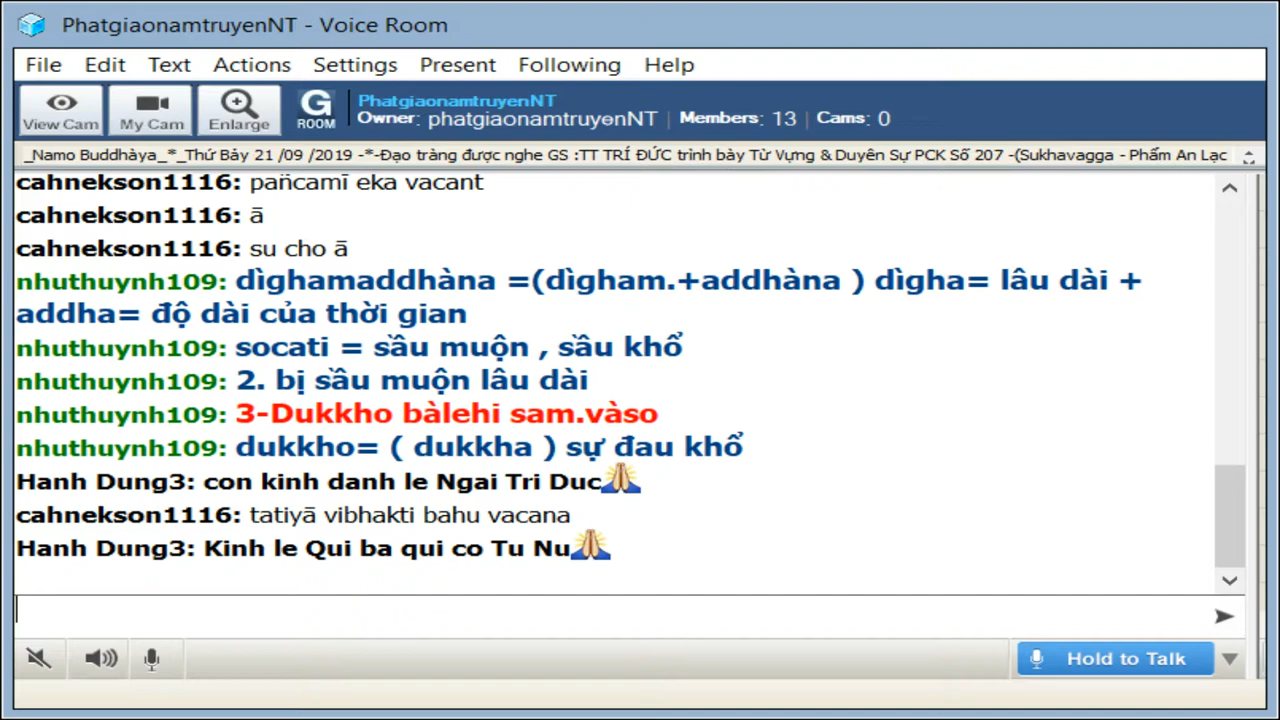 PhatgiaonamtruyenNT - Voice Room
File Edit Text Actions Settings Present Following Help
View Cam My Cam Enlarge G ROOM PhatgiaonamtruyenNT
Owner: phatgiaonamtruyenNT | Members: 13 | Cams: 0
_Namo Buddhàya_*_Thứ Bảy 21 /09 /2019 -*-Đạo tràng được nghe GS :TT TRÍ ĐỨC trình bày Từ Vựng & Duyên Sự PCK Số 207 -(Sukhavagga - Phẩm An Lạc
cahnekson1116: pañcamī eka vacant
cahnekson1116: ā
cahnekson1116: su cho ā
nhuthuynh109: dìghamaddhàna =(dìgham.+addhàna ) dìgha= lâu dài +
addha= độ dài của thời gian
nhuthuynh109: socati = sầu muộn , sầu khổ
nhuthuynh109: 2. bị sầu muộn lâu dài
nhuthuynh109: 3-Dukkho bàlehi sam.vàso
nhuthuynh109: dukkho= ( dukkha ) sự đau khổ
Hanh Dung3: con kinh danh le Ngai Tri Duc
cahnekson1116: tatiyā vibhakti bahu vacana
Hanh Dung3: Kinh le Qui ba qui co Tu Nu
Hold to Talk